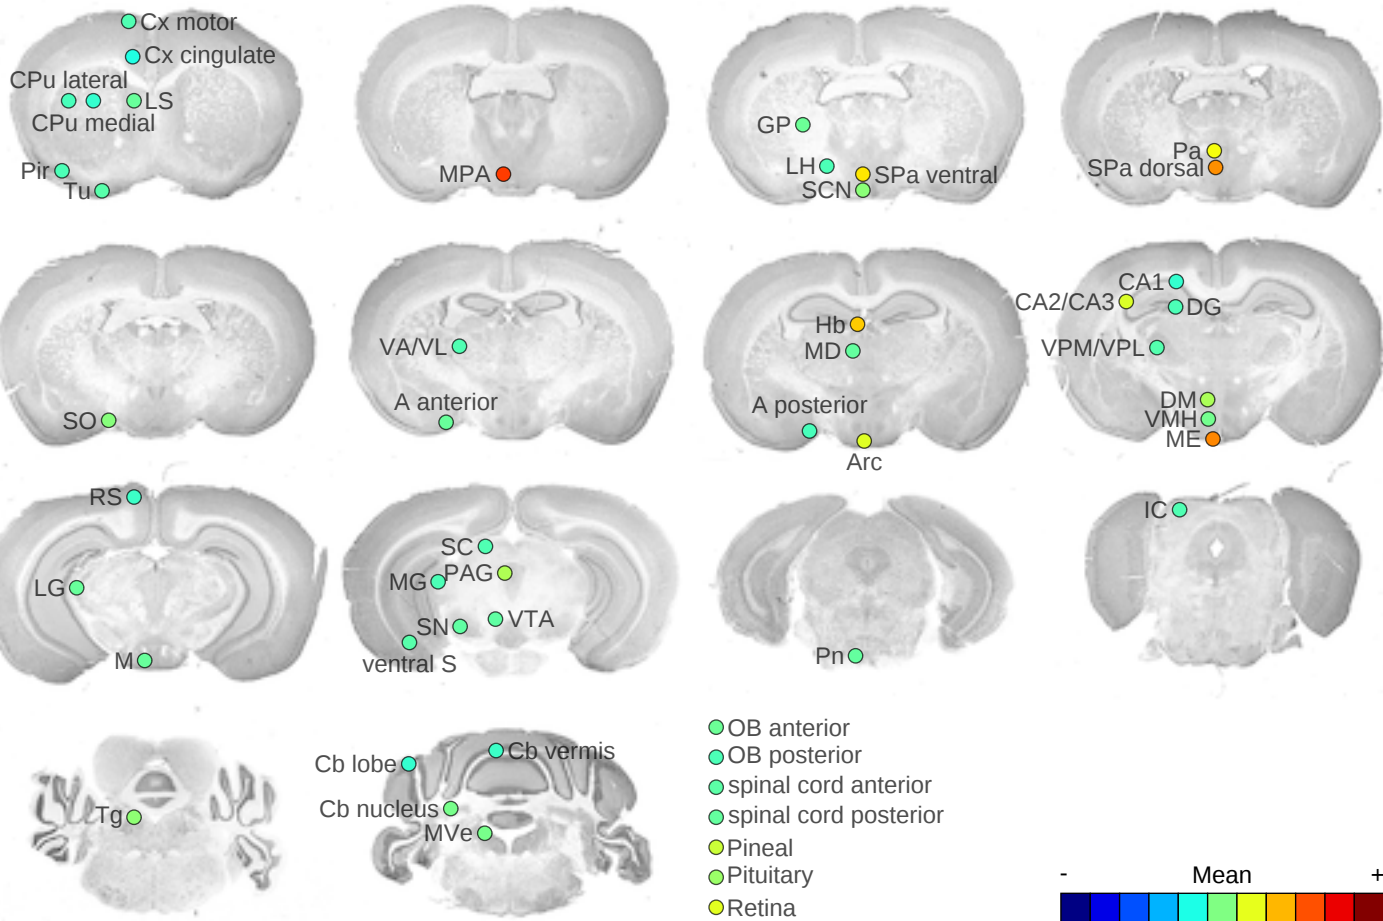 Cx motor
Cx cingulate
CPu lateral
LS
CPu medial
Pir
Tu
MPA
GP
LH
SPa ventral
SCN
Pa
SPa dorsal
SO
VA/VL
A anterior
Hb
MD
A posterior
Arc
CA1
CA2/CA3
DG
VPM/VPL
DM
VMH
ME
RS
LG
M
SC
MG
PAG
SN
VTA
ventral S
Pn
IC
Tg
Cb lobe
Cb vermis
Cb nucleus
MVe
OB anterior
OB posterior
spinal cord anterior
spinal cord posterior
Pineal
Pituitary
Retina
- Mean +